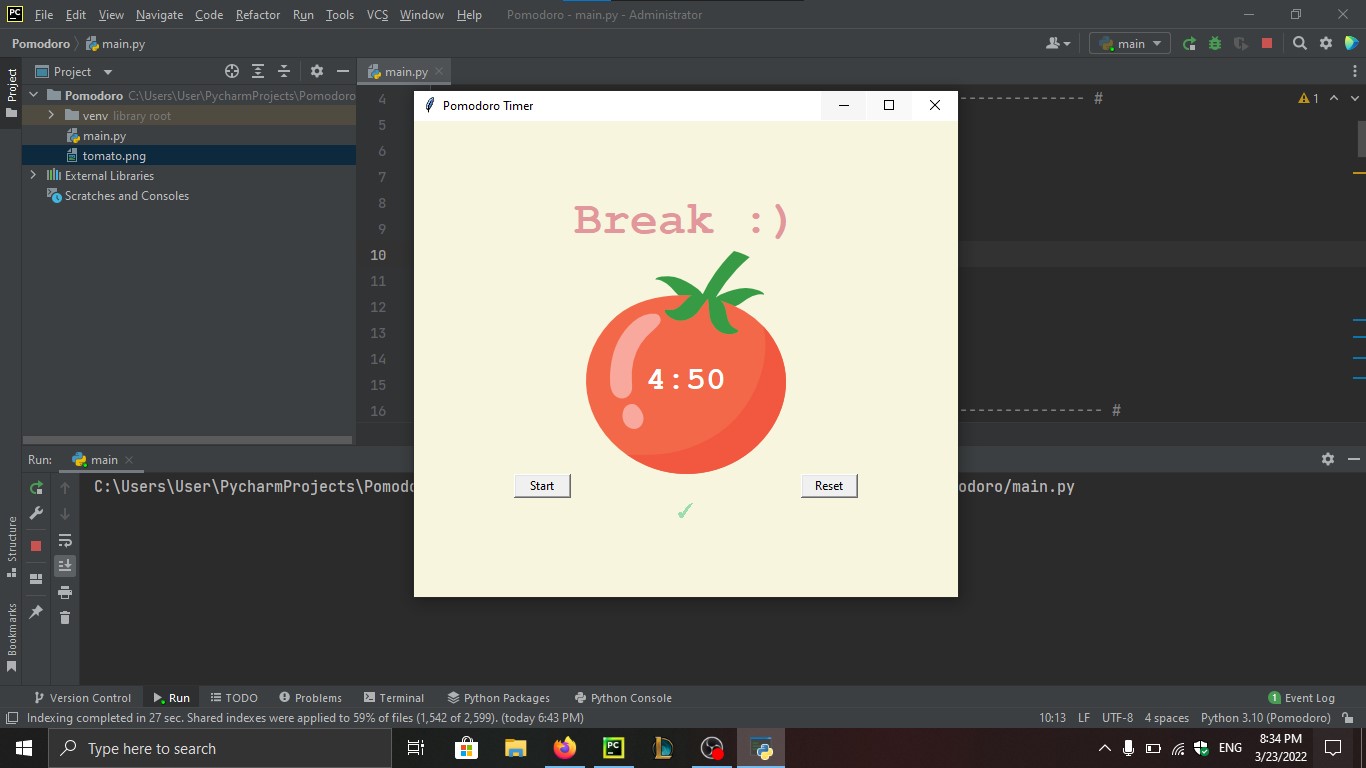 PC File Edit View Navigate Code Refactor Run Tools VCS Window Help Pomodoro - main.py - Administrator
Pomodoro main.py main
Project Project main.py
Pomodoro C:\Users\User\PycharmProjects\Pomodoro
venv library root
main.py
tomato.png
External Libraries
Scratches and Consoles
4 ------------- # 1
5
6
7
8
9
10
11
12
13
14
15
16 --------------- #
Pomodoro Timer
Break :)
4:50
Start Reset
✓
Run: main
C:\Users\User\PycharmProjects\Pomodo odoro/main.py
Structure
Bookmarks
Version Control Run TODO Problems Terminal Python Packages Python Console 1 Event Log
Indexing completed in 27 sec. Shared indexes were applied to 59% of files (1,542 of 2,599). (today 6:43 PM) 10:13 LF UTF-8 4 spaces Python 3.10 (Pomodoro)
Type here to search PC ENG 8:34 PM
3/23/2022